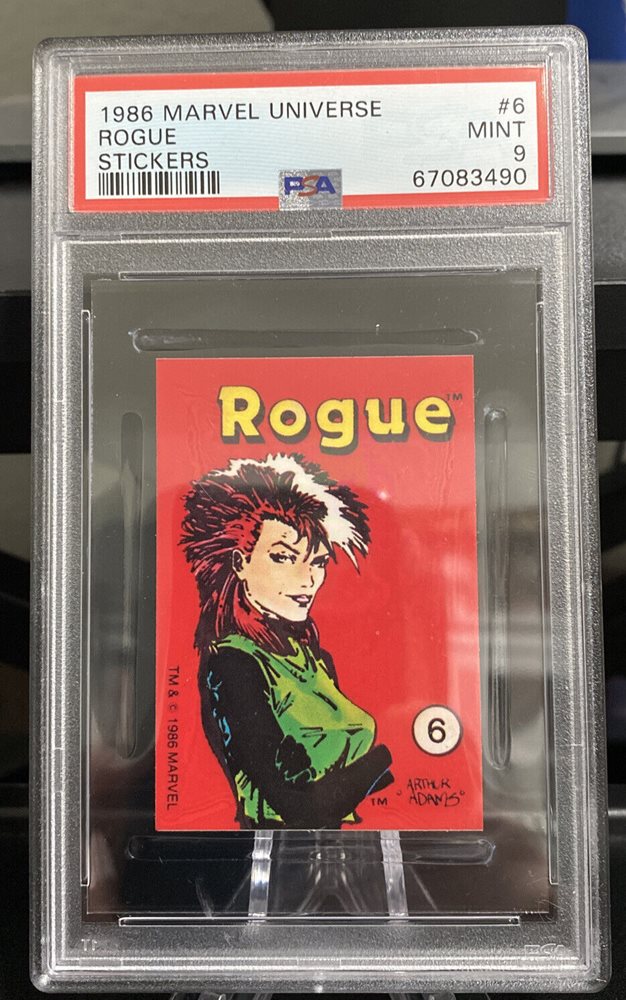 1986 MARVEL UNIVERSE #6
ROGUE MINT
STICKERS 9
PSA 67083490
Rogue™
TM & © 1986 MARVEL
6
TM "ARTHUR
ADAMS"